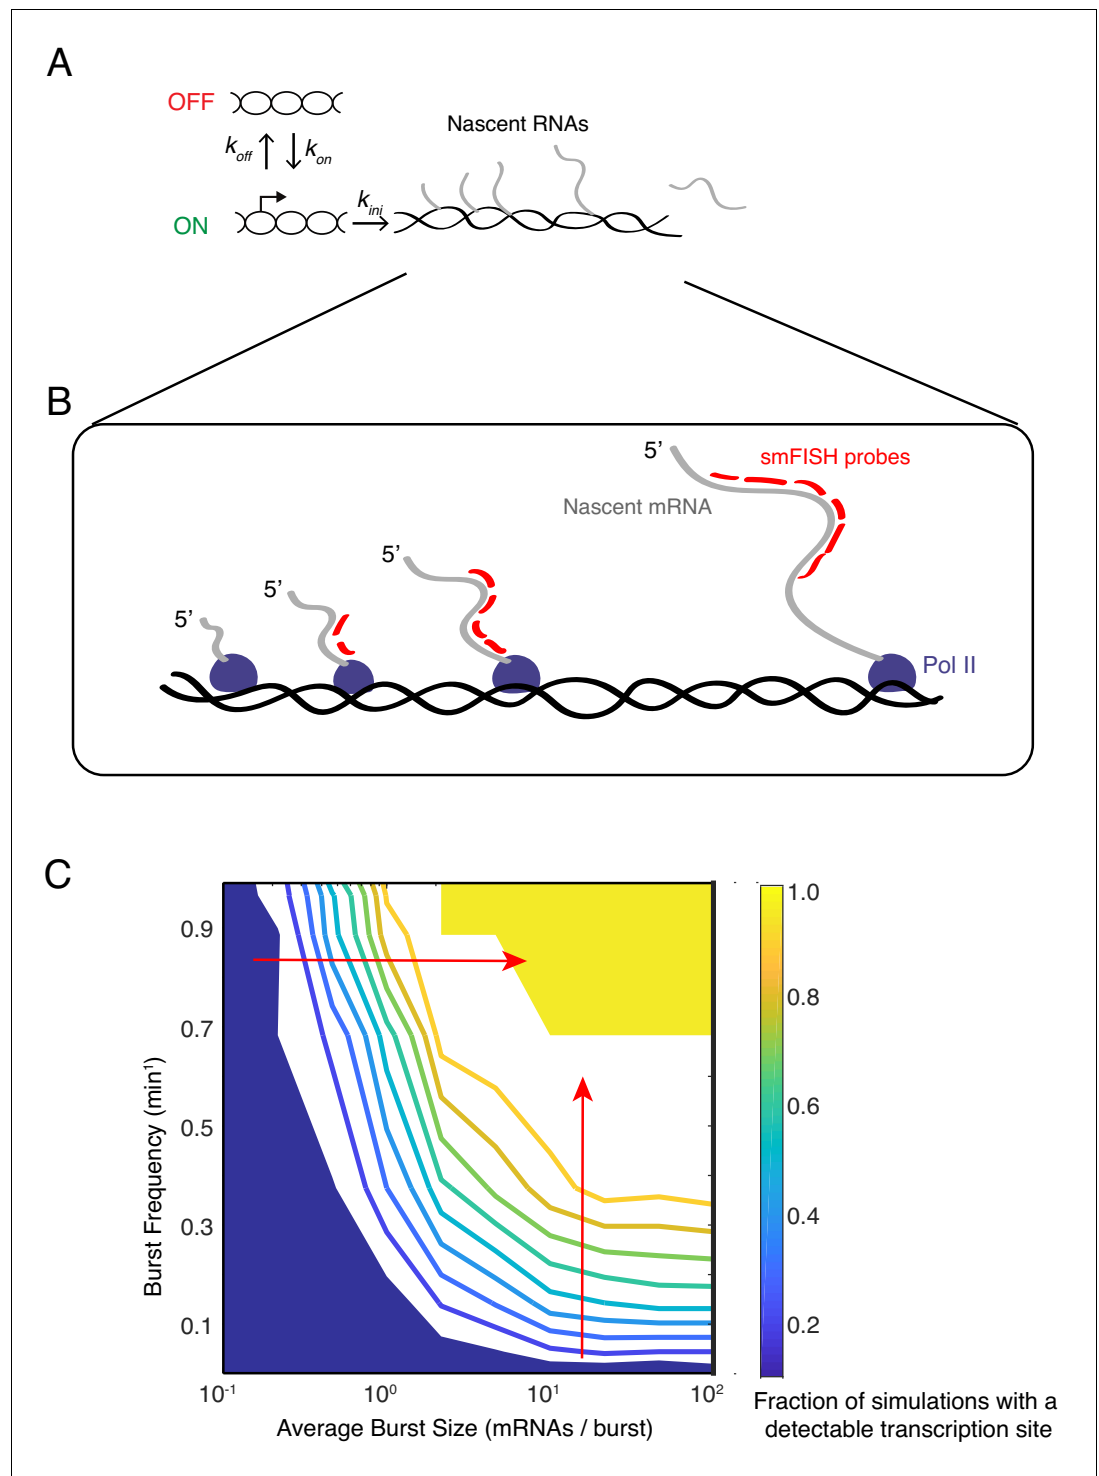 A
OFF
k_off
k_on
ON
k_ini
Nascent RNAs
B
5’
smFISH probes
Nascent mRNA
5’
5’
5’
Pol II
C
Burst Frequency (min¹)
0.9
0.7
0.5
0.3
0.1
10⁻¹
10⁰
10¹
10²
Average Burst Size (mRNAs / burst)
1.0
0.8
0.6
0.4
0.2
Fraction of simulations with a
detectable transcription site